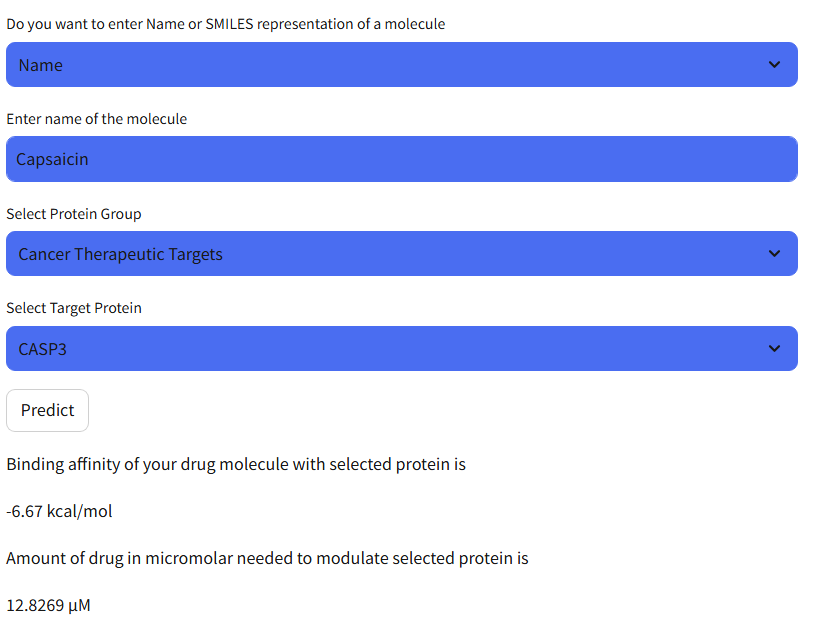 Do you want to enter Name or SMILES representation of a molecule
Name
Enter name of the molecule
Capsaicin
Select Protein Group
Cancer Therapeutic Targets
Select Target Protein
CASP3
Predict
Binding affinity of your drug molecule with selected protein is
-6.67 kcal/mol
Amount of drug in micromolar needed to modulate selected protein is
12.8269 µM